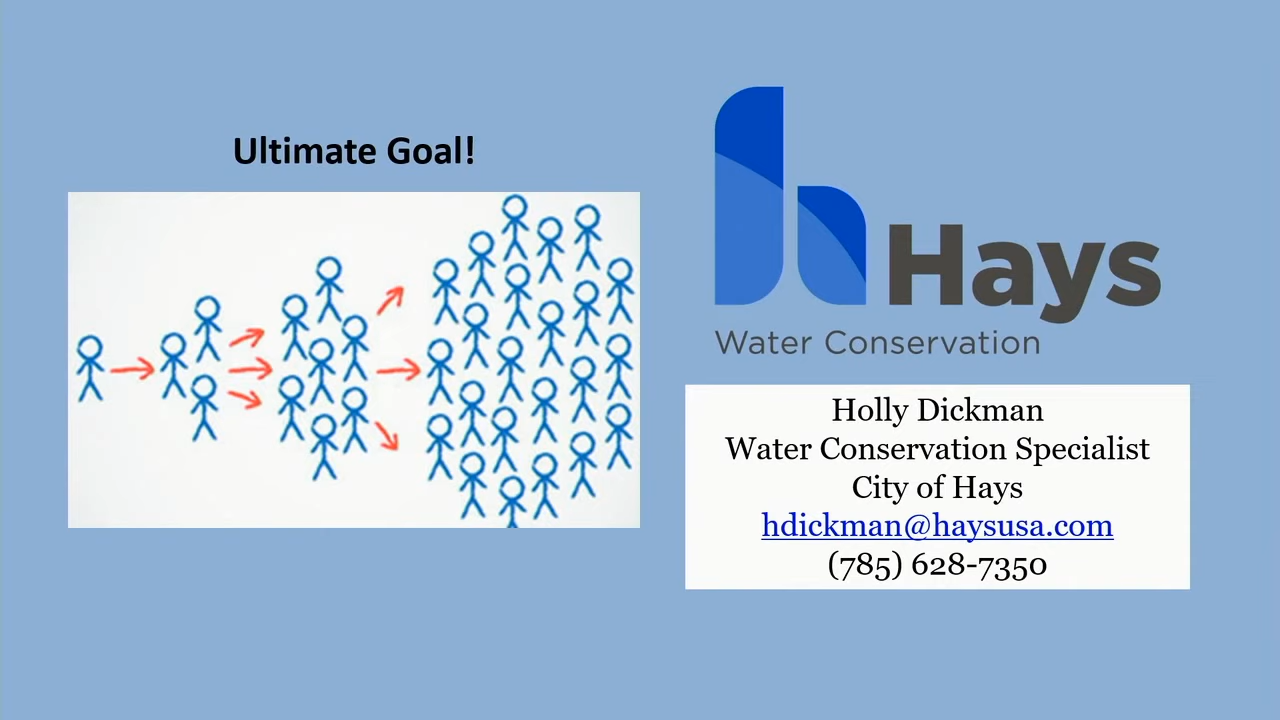 Ultimate Goal!
Hays
Water Conservation
Holly Dickman
Water Conservation Specialist
City of Hays
hdickman@haysusa.com
(785) 628-7350